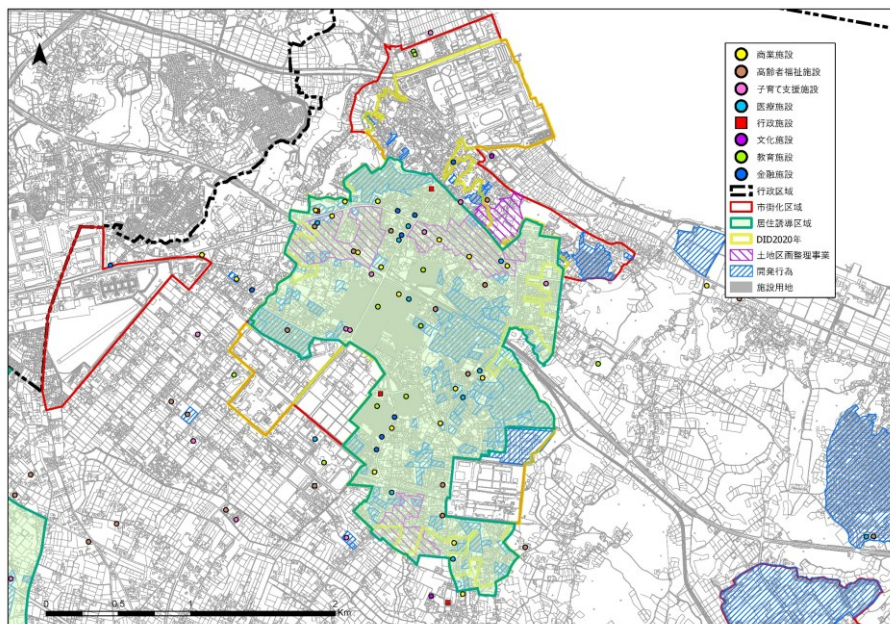 N
商業施設
高齢者福祉施設
子育て支援施設
医療施設
行政施設
文化施設
教育施設
金融施設
行政区域
市街化区域
居住誘導区域
DID2020年
土地区画整理事業
開発行為
施設用地
0 0.5 1 2
Km